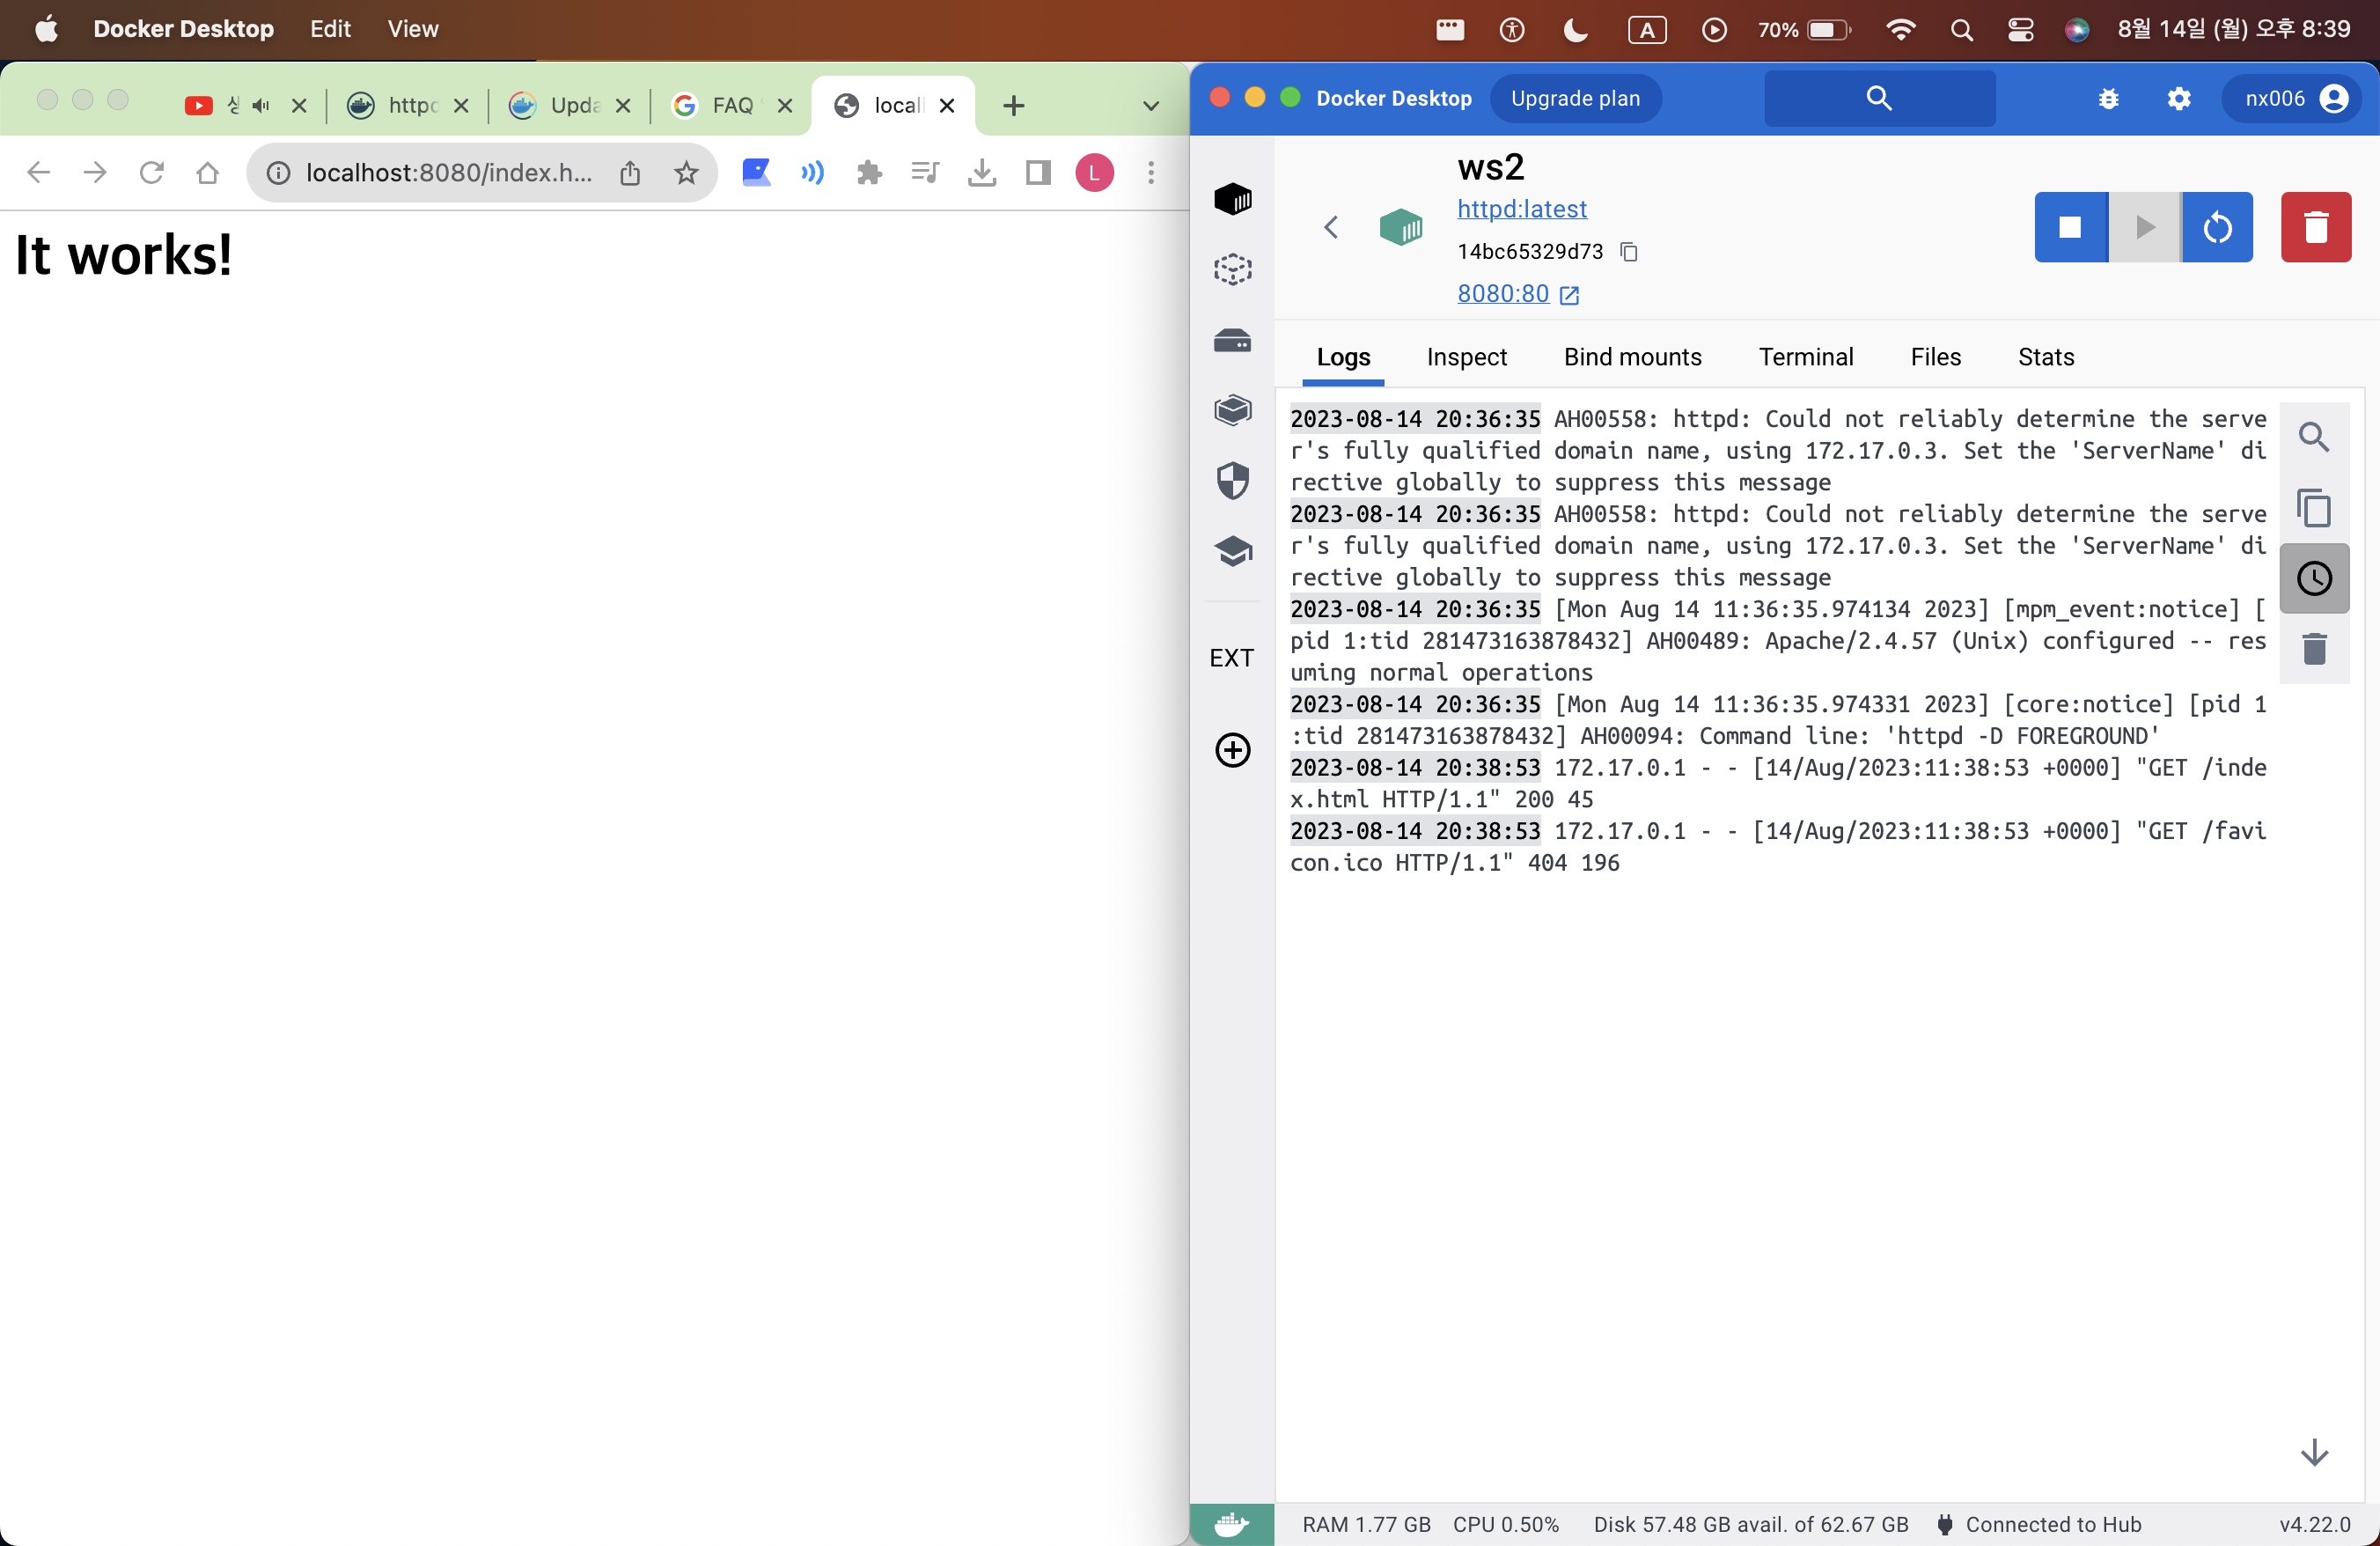 Docker Desktop Edit View
A 70% 8월 14일 (월) 오후 8:39
httpc Upda FAQ local
localhost:8080/index.h...
L
It works!
Docker Desktop Upgrade plan nx006
ws2
httpd:latest
14bc65329d73
8080:80
Logs Inspect Bind mounts Terminal Files Stats
EXT
2023-08-14 20:36:35 AH00558: httpd: Could not reliably determine the serve
r's fully qualified domain name, using 172.17.0.3. Set the 'ServerName' di
rective globally to suppress this message
2023-08-14 20:36:35 AH00558: httpd: Could not reliably determine the serve
r's fully qualified domain name, using 172.17.0.3. Set the 'ServerName' di
rective globally to suppress this message
2023-08-14 20:36:35 [Mon Aug 14 11:36:35.974134 2023] [mpm_event:notice] [
pid 1:tid 281473163878432] AH00489: Apache/2.4.57 (Unix) configured -- res
uming normal operations
2023-08-14 20:36:35 [Mon Aug 14 11:36:35.974331 2023] [core:notice] [pid 1
:tid 281473163878432] AH00094: Command line: 'httpd -D FOREGROUND'
2023-08-14 20:38:53 172.17.0.1 - - [14/Aug/2023:11:38:53 +0000] "GET /inde
x.html HTTP/1.1" 200 45
2023-08-14 20:38:53 172.17.0.1 - - [14/Aug/2023:11:38:53 +0000] "GET /favi
con.ico HTTP/1.1" 404 196
RAM 1.77 GB CPU 0.50% Disk 57.48 GB avail. of 62.67 GB Connected to Hub v4.22.0